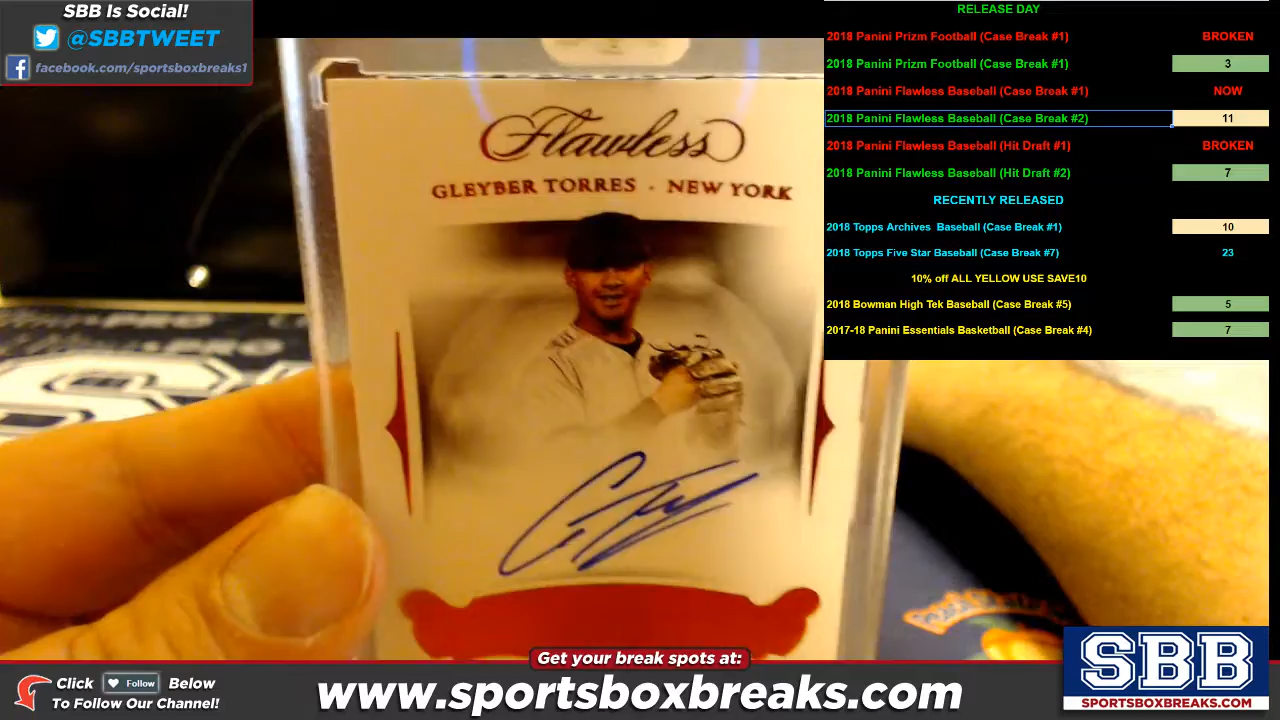 SBB Is Social!
@SBBTWEET
facebook.com/sportsboxbreaks1
RELEASE DAY
2018 Panini Prizm Football (Case Break #1) BROKEN
2018 Panini Prizm Football (Case Break #1) 3
2018 Panini Flawless Baseball (Case Break #1) NOW
2018 Panini Flawless Baseball (Case Break #2) 11
2018 Panini Flawless Baseball (Hit Draft #1) BROKEN
2018 Panini Flawless Baseball (Hit Draft #2) 7
RECENTLY RELEASED
2018 Topps Archives Baseball (Case Break #1) 10
2018 Topps Five Star Baseball (Case Break #7) 23
10% off ALL YELLOW USE SAVE10
2018 Bowman High Tek Baseball (Case Break #5) 5
2017-18 Panini Essentials Basketball (Case Break #4) 7
Flawless
GLEYBER TORRES · NEW YORK
Get your break spots at:
www.sportsboxbreaks.com
Click Follow Below
To Follow Our Channel!
SBB
SPORTSBOXBREAKS.COM